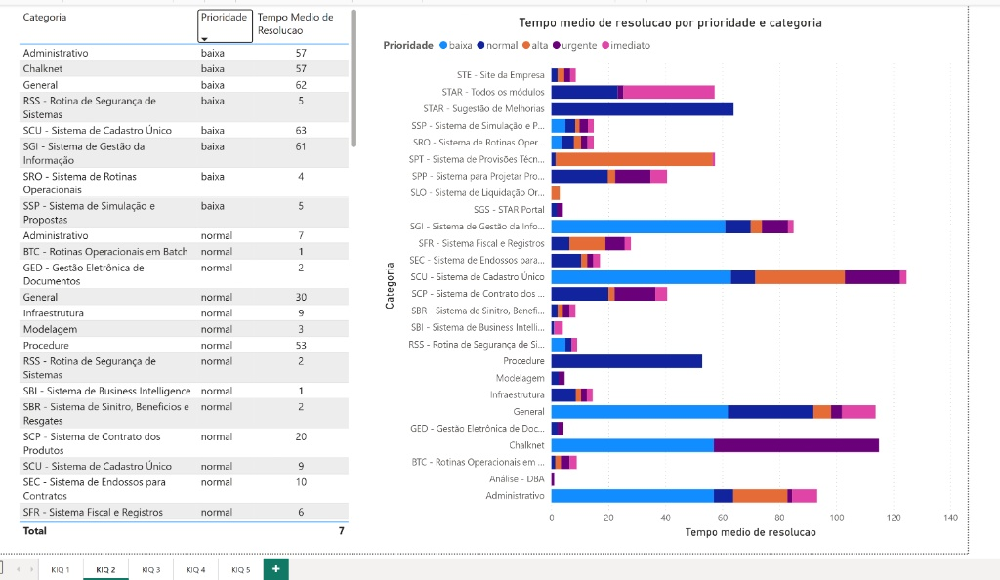 Categoria Prioridade Tempo Medio de
Resolucao
Administrativo baixa 57
Chalknet baixa 57
General baixa 62
RSS - Rotina de Segurança de baixa 5
Sistemas
SCU - Sistema de Cadastro Único baixa 63
SGI - Sistema de Gestão da baixa 61
Informação
SRO - Sistema de Rotinas baixa 4
Operacionais
SSP - Sistema de Simulação e baixa 5
Propostas
Administrativo normal 7
BTC - Rotinas Operacionais em Batch normal 1
GED - Gestão Eletrônica de normal 2
Documentos
General normal 30
Infraestrutura normal 9
Modelagem normal 3
Procedure normal 53
RSS - Rotina de Segurança de normal 2
Sistemas
SBI - Sistema de Business Intelligence normal 1
SBR - Sistema de Sinitro, Beneficios e normal 2
Resgates
SCP - Sistema de Contrato dos normal 20
Produtos
SCU - Sistema de Cadastro Único normal 9
SEC - Sistema de Endossos para normal 10
Contratos
SFR - Sistema Fiscal e Registros normal 6
Total 7
Tempo medio de resolucao por prioridade e categoria
Prioridade baixa normal alta urgente imediato
Categoria
STE - Site da Empresa
STAR - Todos os módulos
STAR - Sugestão de Melhorias
SSP - Sistema de Simulação e P...
SRO - Sistema de Rotinas Oper...
SPT - Sistema de Provisões Técn...
SPP - Sistema para Projetar Pro...
SLO - Sistema de Liquidação Or...
SGS - STAR Portal
SGI - Sistema de Gestão da Info...
SFR - Sistema Fiscal e Registros
SEC - Sistema de Endossos para...
SCU - Sistema de Cadastro Único
SCP - Sistema de Contrato dos ...
SBR - Sistema de Sinitro, Benefi...
SBI - Sistema de Business Intelli...
RSS - Rotina de Segurança de Si...
Procedure
Modelagem
Infraestrutura
General
GED - Gestão Eletrônica de Doc...
Chalknet
BTC - Rotinas Operacionais em ...
Análise - DBA
Administrativo
0 20 40 60 80 100 120 140
Tempo medio de resolucao
KIQ 1 KIQ 2 KIQ 3 KIQ 4 KIQ 5 +